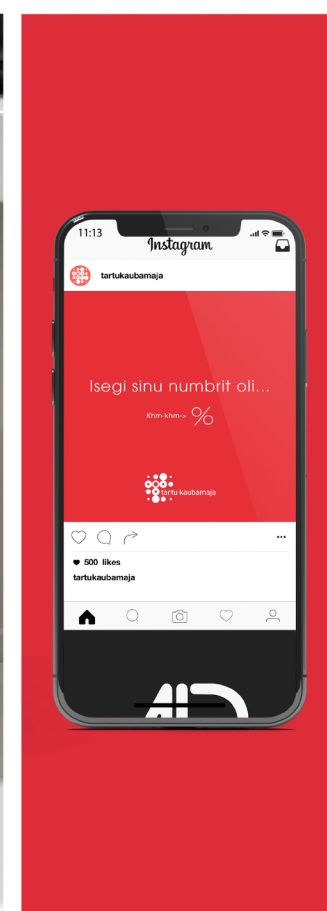 11:13
Instagram
tartukaubamaja
Isegi sinu numbrit oli...
Khm-khm-> %
tartu kaubamaja
500 likes
tartukaubamaja